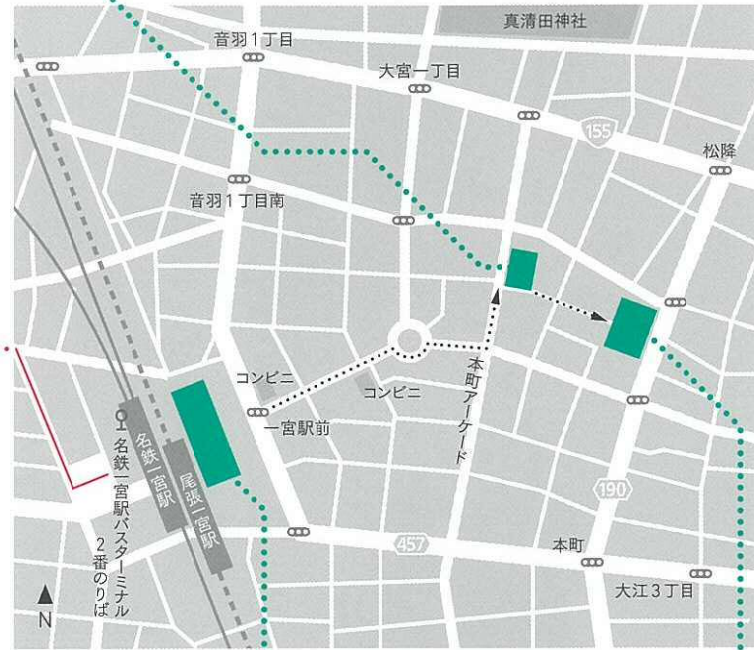 真清田神社
音羽1丁目
大宮一丁目
155
松降
音羽1丁目南
コンビニ
コンビニ
本町アーケード
一宮駅前
名鉄一宮駅
尾張一宮駅
名鉄一宮駅バスターミナル
2番のりば
190
457
本町
大江3丁目
N